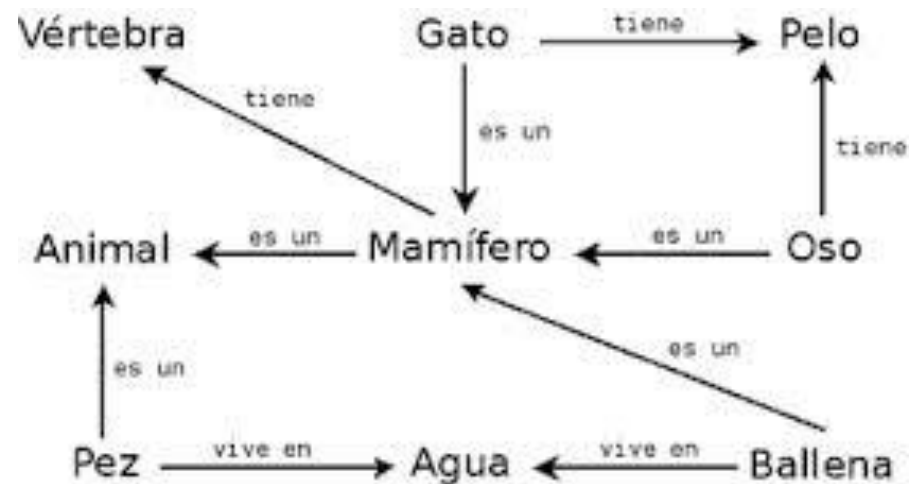 Vértebra Gato tiene Pelo
tiene
es un
tiene
Animal es un Mamífero es un Oso
es un
es un
Pez vive en Agua vive en Ballena